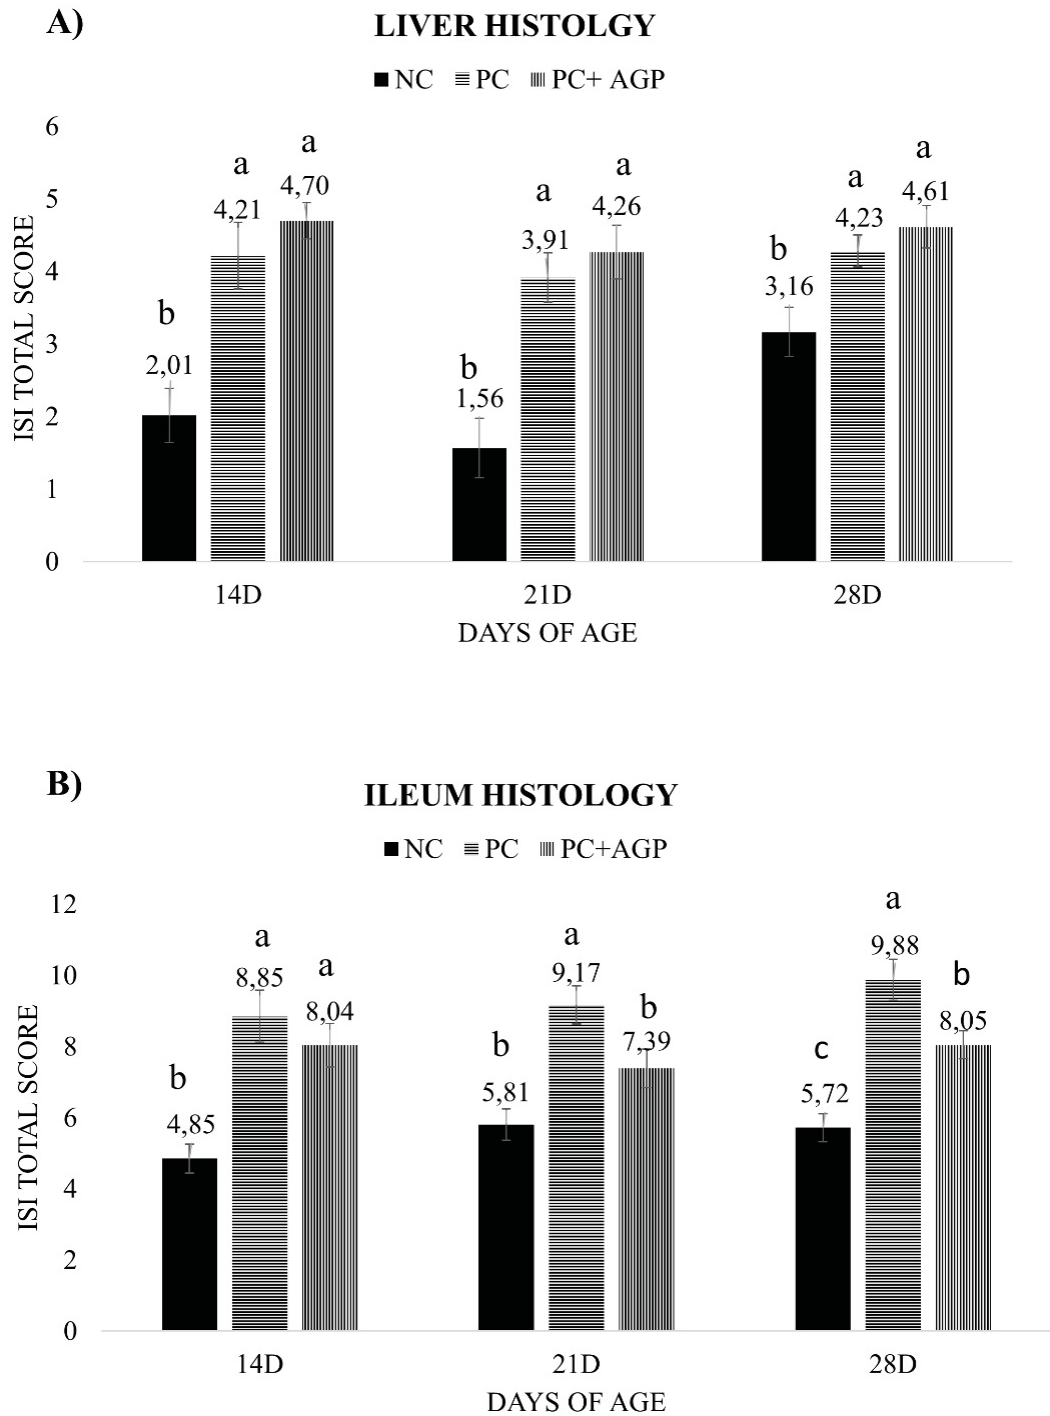 A)
LIVER HISTOLGY
NC PC PC+ AGP
ISI TOTAL SCORE
6
5
4
3
2
1
0
b
2,01
a
4,21
a
4,70
b
1,56
a
3,91
a
4,26
b
3,16
a
4,23
a
4,61
14D 21D 28D
DAYS OF AGE
B)
ILEUM HISTOLOGY
NC PC PC+AGP
ISI TOTAL SCORE
12
10
8
6
4
2
0
b
4,85
a
8,85
a
8,04
b
5,81
a
9,17
b
7,39
c
5,72
a
9,88
b
8,05
14D 21D 28D
DAYS OF AGE